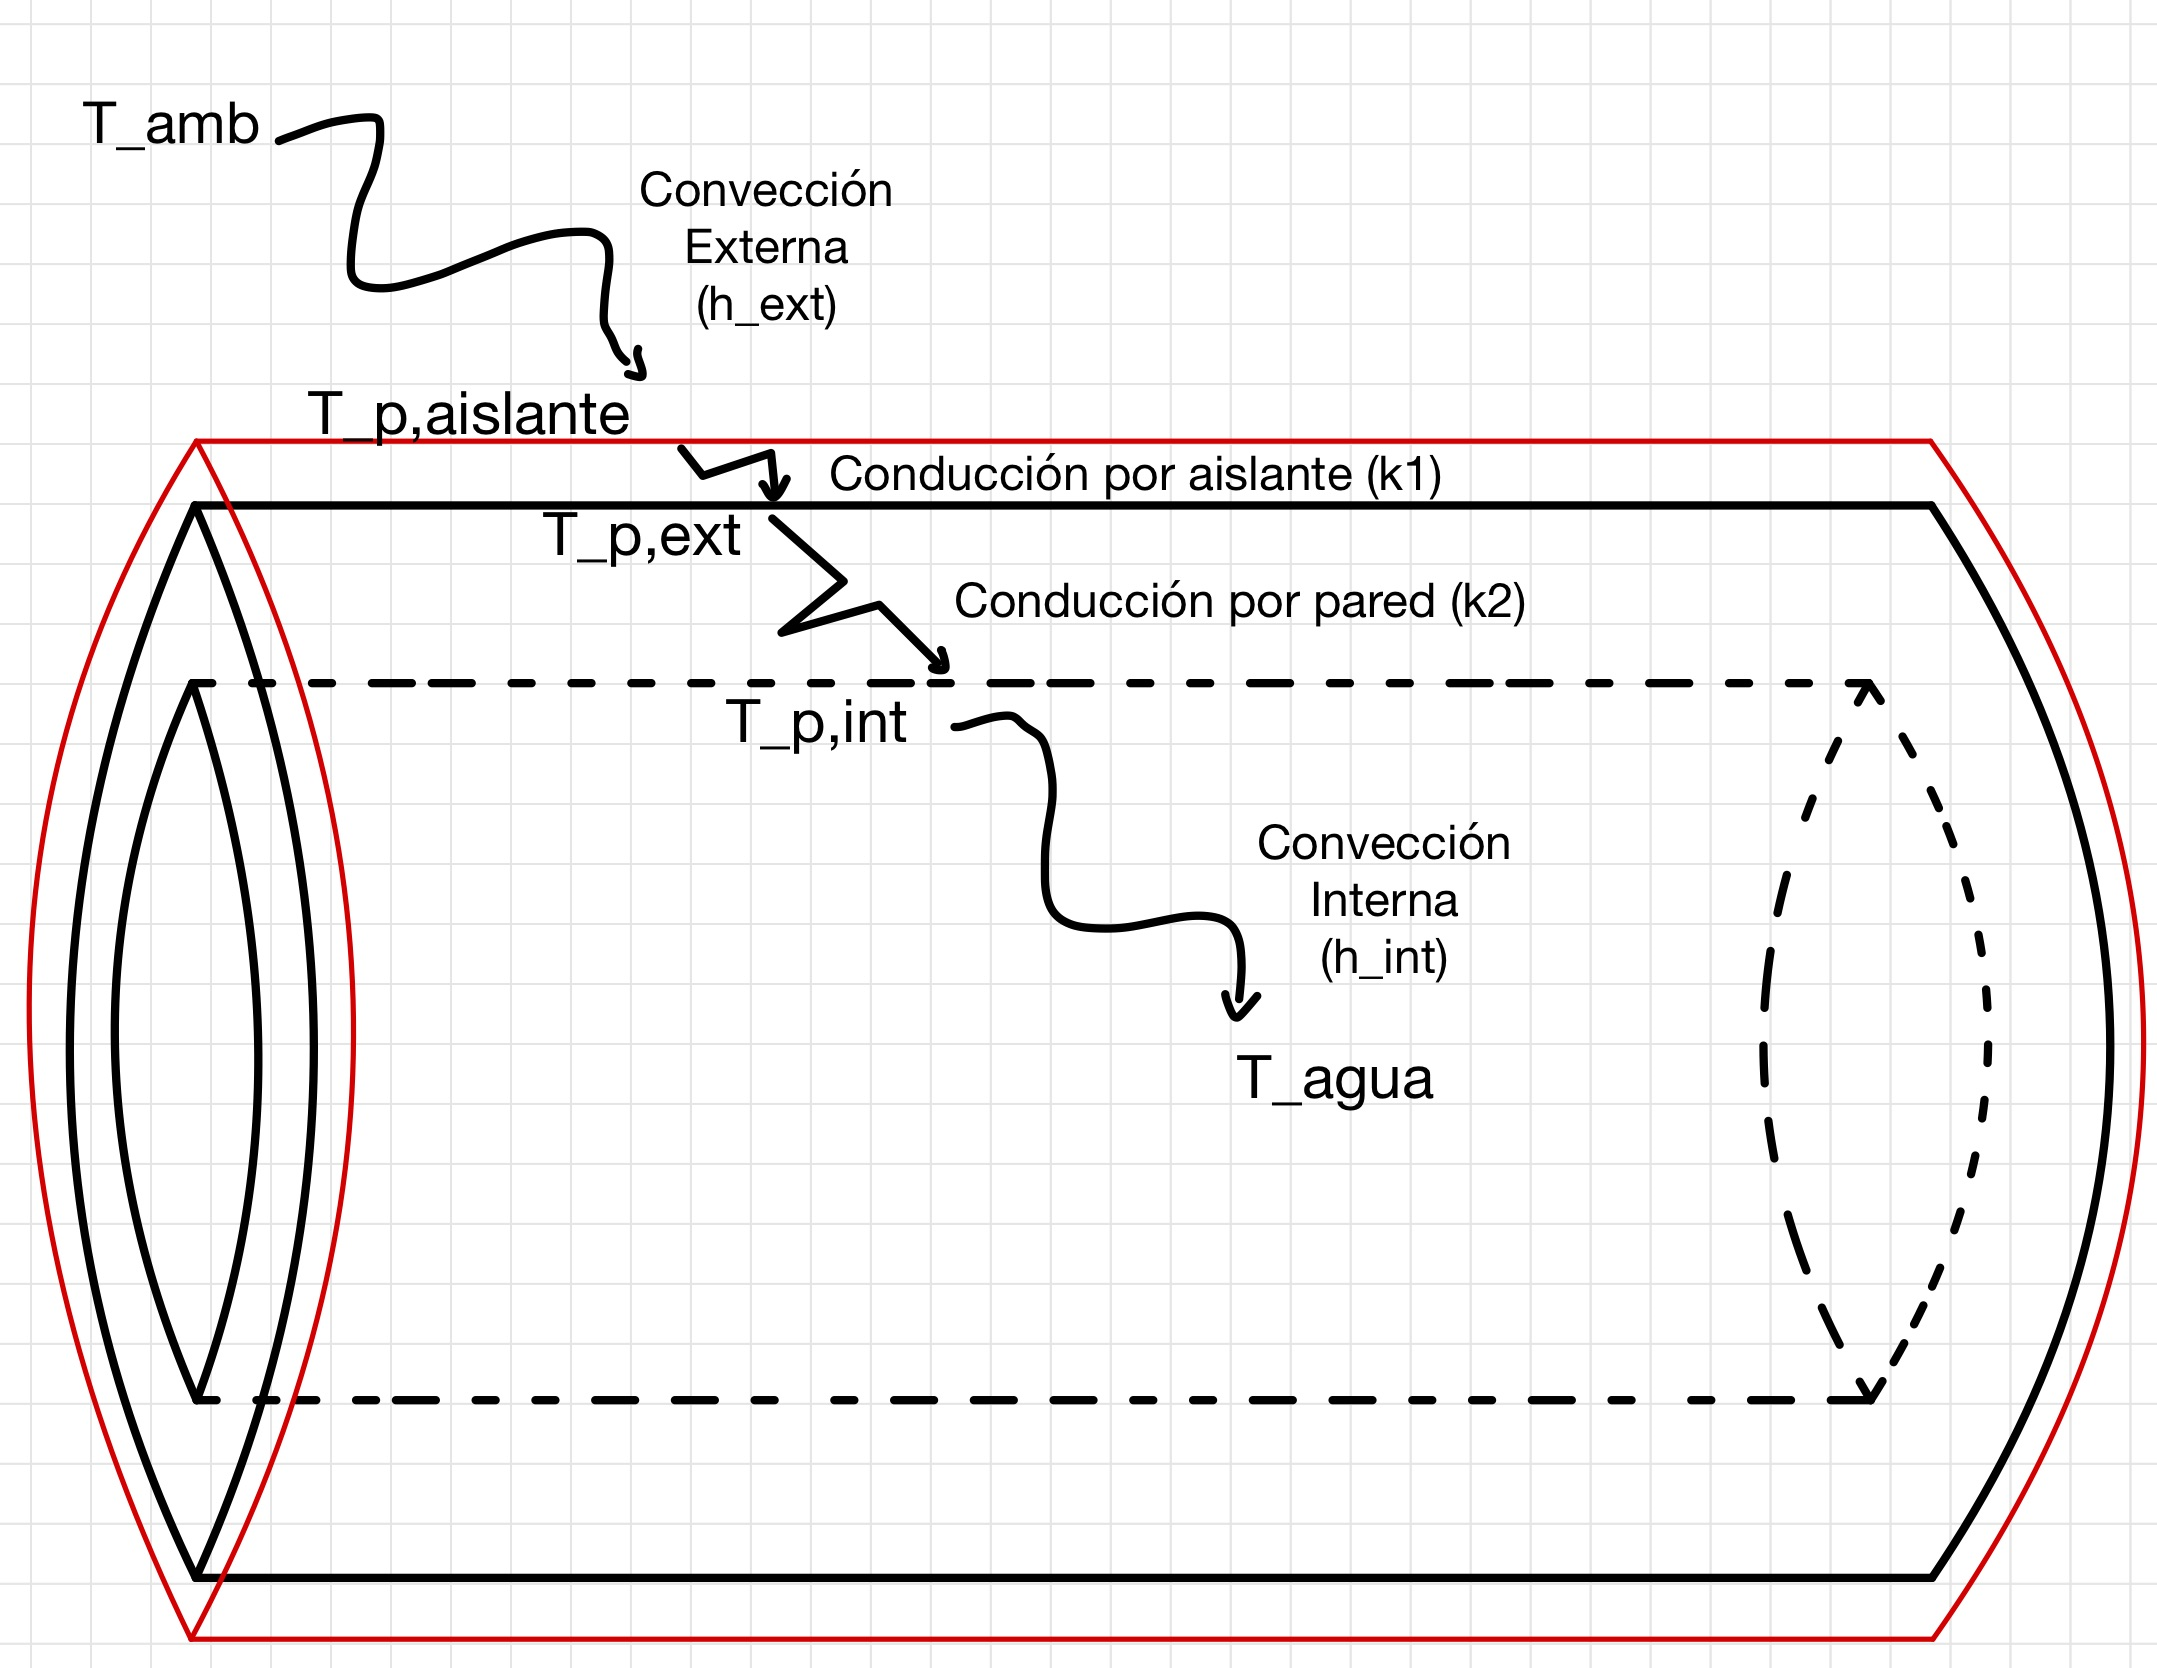 T_amb
Convección
Externa
(h_ext)
T_p,aislante
Conducción por aislante (k1)
T_p,ext
Conducción por pared (k2)
T_p,int
Convección
Interna
(h_int)
T_agua